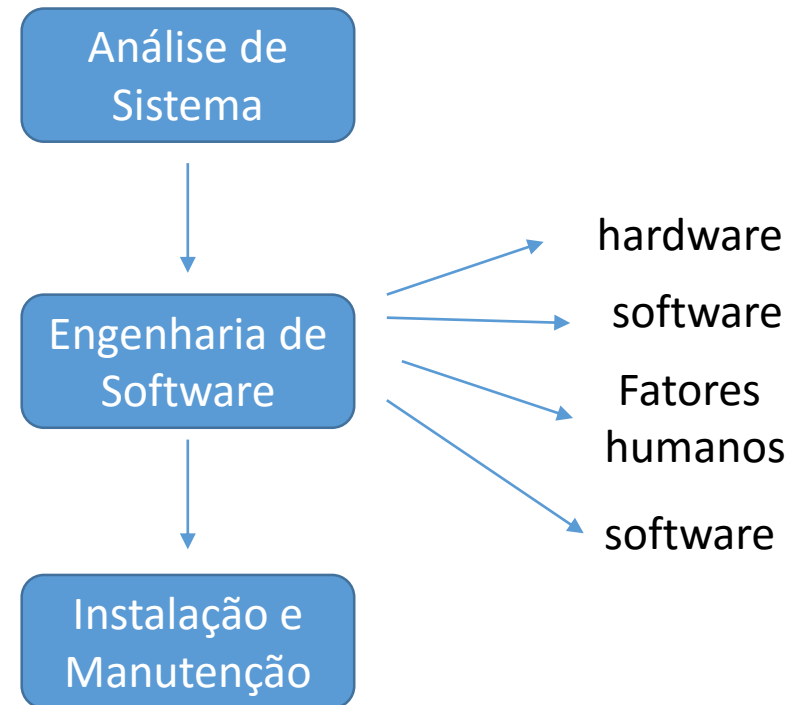 Análise de
Sistema
hardware
software
Engenharia de
Software
Fatores
humanos
software
Instalação e
Manutenção